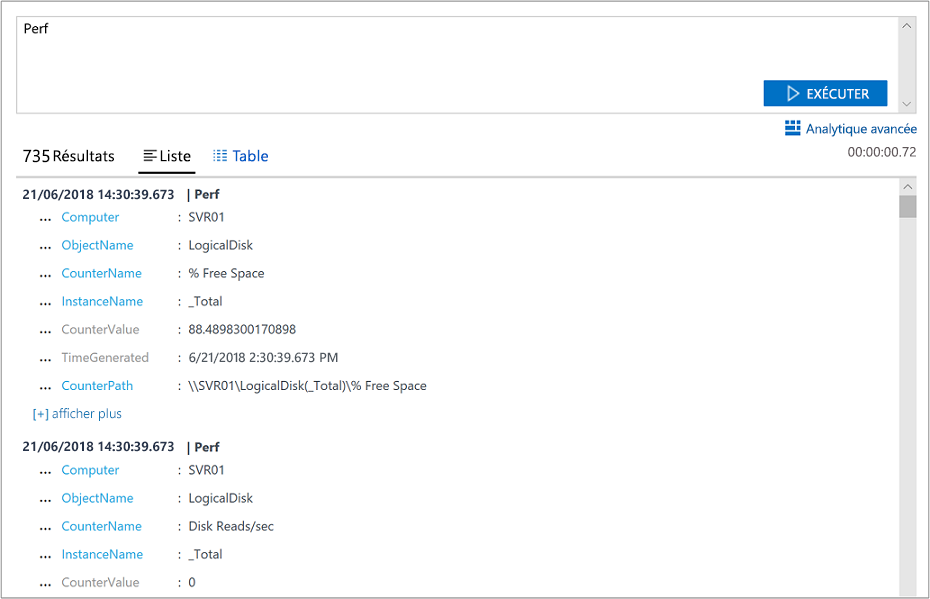 Perf
EXÉCUTER
Analytique avancée
735 Résultats Liste Table 00:00:00.72
21/06/2018 14:30:39.673 | Perf
... Computer : SVR01
... ObjectName : LogicalDisk
... CounterName : % Free Space
... InstanceName : _Total
... CounterValue : 88.4898300170898
... TimeGenerated : 6/21/2018 2:30:39.673 PM
... CounterPath : \\SVR01\LogicalDisk(_Total)\% Free Space
[+] afficher plus
21/06/2018 14:30:39.673 | Perf
... Computer : SVR01
... ObjectName : LogicalDisk
... CounterName : Disk Reads/sec
... InstanceName : _Total
... CounterValue : 0